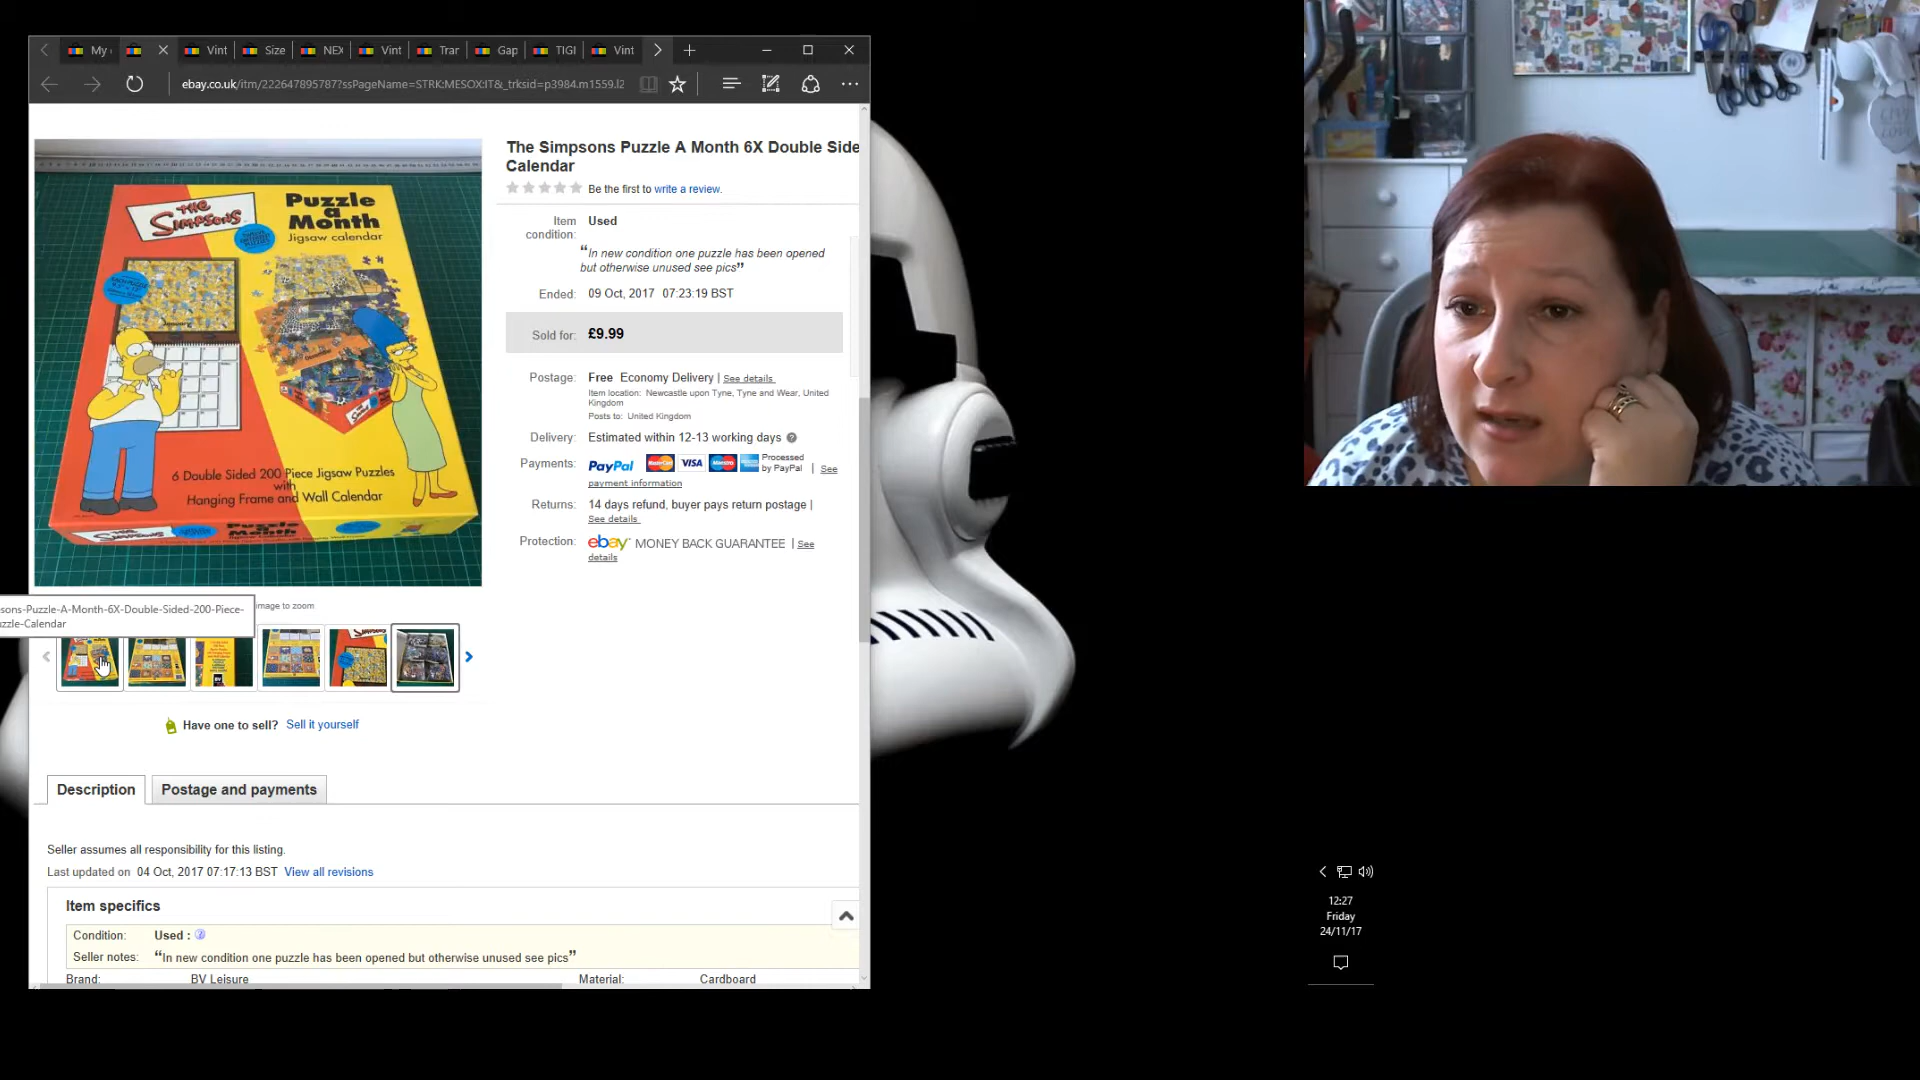 My
Vint
Size
NEX
Vint
Trar
Gap
TIGI
Vint
ebay.co.uk/itm/222647895787?ssPageName=STRK:MESOX:IT&_trksid=p3984.m1559.l2
THE SIMPSONS
Puzzle
a
Month
Jigsaw calendar
6 Double Sided 200 Piece Jigsaw Puzzles
with
Hanging Frame and Wall Calendar
The Simpsons Puzzle A Month 6X Double Side
Calendar
Be the first to write a review.
Item
condition:
Used
“In new condition one puzzle has been opened
but otherwise unused see pics”
Ended: 09 Oct, 2017 07:23:19 BST
Sold for: £9.99
Postage: Free Economy Delivery | See details
Item location: Newcastle upon Tyne, Tyne and Wear, United
Kingdom
Posts to: United Kingdom
Delivery: Estimated within 12-13 working days
Payments: PayPal MasterCard VISA Maestro Processed
by PayPal | See
payment information
Returns: 14 days refund, buyer pays return postage |
See details
Protection: ebay MONEY BACK GUARANTEE | See
details
sons-Puzzle-A-Month-6X-Double-Sided-200-Piece-
uzzle-Calendar
image to zoom
Have one to sell? Sell it yourself
Description
Postage and payments
Seller assumes all responsibility for this listing.
Last updated on 04 Oct, 2017 07:17:13 BST View all revisions
Item specifics
Condition: Used :
Seller notes: “In new condition one puzzle has been opened but otherwise unused see pics”
Brand: BV Leisure
Material: Cardboard
12:27
Friday
24/11/17